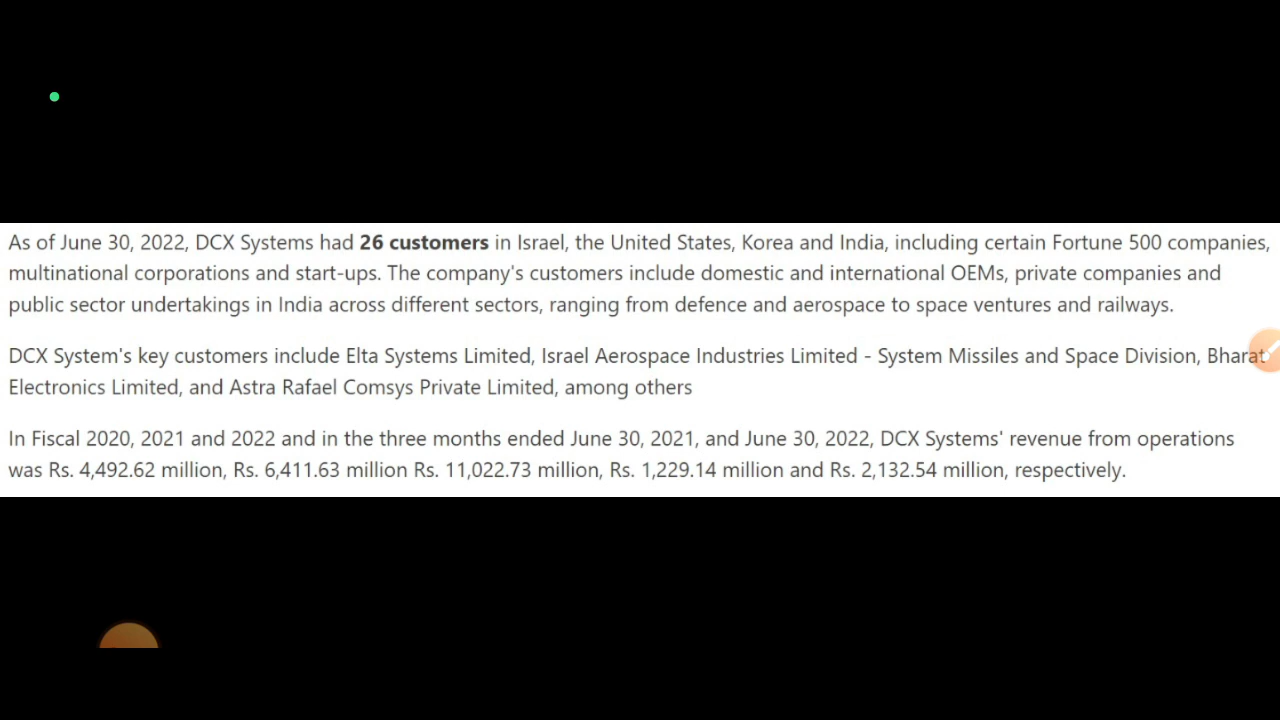 As of June 30, 2022, DCX Systems had 26 customers in Israel, the United States, Korea and India, including certain Fortune 500 companies,
multinational corporations and start-ups. The company's customers include domestic and international OEMs, private companies and
public sector undertakings in India across different sectors, ranging from defence and aerospace to space ventures and railways.
DCX System's key customers include Elta Systems Limited, Israel Aerospace Industries Limited - System Missiles and Space Division, Bharat
Electronics Limited, and Astra Rafael Comsys Private Limited, among others
In Fiscal 2020, 2021 and 2022 and in the three months ended June 30, 2021, and June 30, 2022, DCX Systems' revenue from operations
was Rs. 4,492.62 million, Rs. 6,411.63 million Rs. 11,022.73 million, Rs. 1,229.14 million and Rs. 2,132.54 million, respectively.